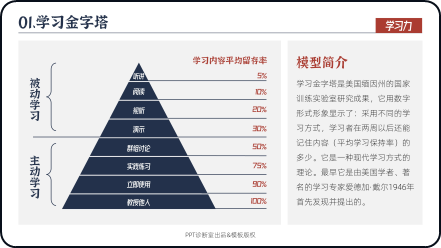 01.学习金字塔
学习力
学习内容平均留存率
听讲 5%
阅读 10%
视听 20%
演示 30%
群组讨论 50%
实践练习 75%
立即使用 90%
教授他人 100%
被动学习
主动学习
模型简介
学习金字塔是美国缅因州的国家
训练实验室研究成果，它用数字
形式形象显示了：采用不同的学
习方式，学习者在两周以后还能
记住内容（平均学习保持率）的
多少。它是一种现代学习方式的
理论。最早它是由美国学者、著
名的学习专家爱德加·戴尔1946年
首先发现并提出的。
PPT诊断室出品&模板版权